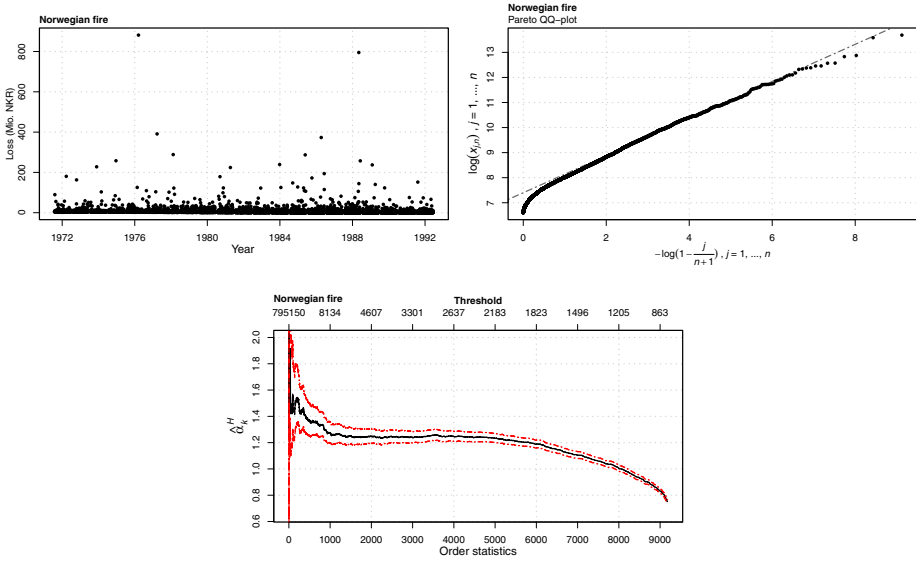 Norwegian fire
Loss (Mio. NKR)
800
600
400
200
0
1972 1976 1980 1984 1988 1992
Year
Norwegian fire
Pareto QQ−plot
log(x_{j,n}) , j = 1, ..., n
13
12
11
10
9
8
7
0 2 4 6 8
−log(1−j/(n+1)) , j = 1, ..., n
Norwegian fire Threshold
795150 8134 4607 3301 2637 2183 1823 1496 1205 863
α̂_k^H
2.0
1.8
1.6
1.4
1.2
1.0
0.8
0.6
0 1000 2000 3000 4000 5000 6000 7000 8000 9000
Order statistics